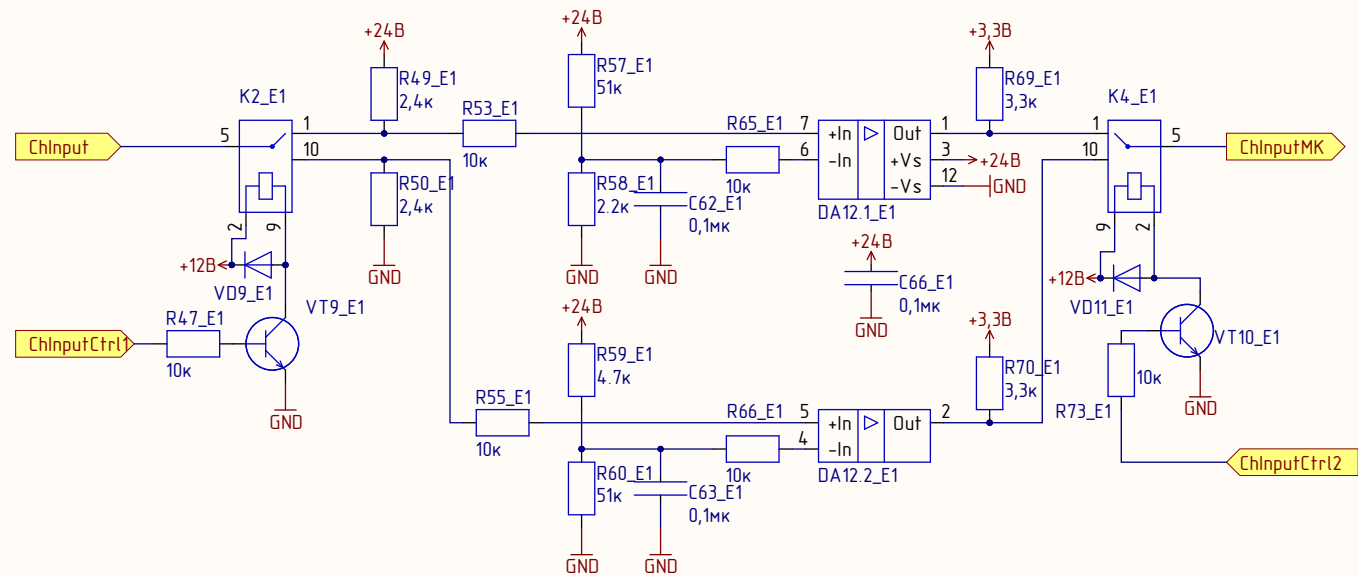 +24В
+24В
+3,3В
R49_E1
2,4к
R57_E1
51к
R69_E1
3,3к
K2_E1
R53_E1
10к
R65_E1
10к
K4_E1
ChInput
5
1
10
7
+In
Out
1
6
-In
+Vs
3
+24В
-Vs
12
GND
DA12.1_E1
1
10
5
ChInputMK
R50_E1
2,4к
R58_E1
2.2к
C62_E1
0,1мк
2
9
9
2
GND
GND
GND
+24В
C66_E1
0,1мк
GND
+12В
VD9_E1
VT9_E1
+12В
VD11_E1
VT10_E1
ChInputCtrl1
R47_E1
10к
GND
+24В
R59_E1
4.7к
+3,3В
R70_E1
3,3к
10к
R73_E1
GND
R55_E1
10к
R66_E1
10к
5
+In
Out
2
4
-In
DA12.2_E1
ChInputCtrl2
R60_E1
51к
C63_E1
0,1мк
GND
GND